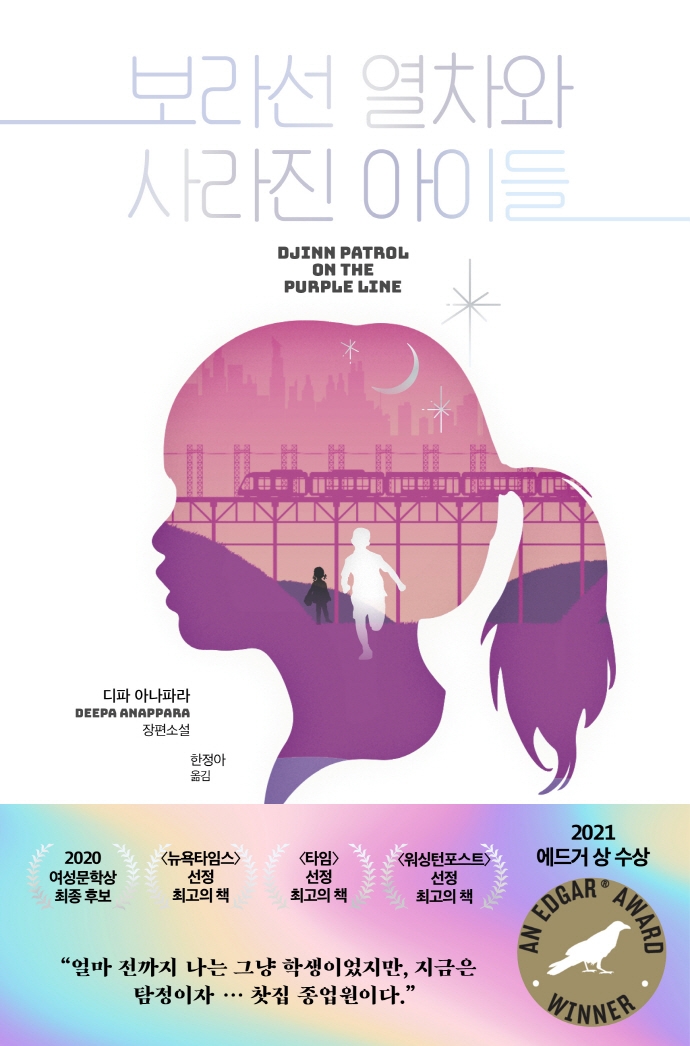 보라선 열차와
사라진 아이들
DJINN PATROL
ON THE
PURPLE LINE
디파 아나파라
DEEPA ANAPPARA
장편소설
한정아
옮김
2020
여성문학상
최종 후보
〈뉴욕타임스〉
선정
최고의 책
〈타임〉
선정
최고의 책
〈워싱턴포스트〉
선정
최고의 책
2021
에드거 상 수상
AN EDGAR® AWARD
WINNER
“얼마 전까지 나는 그냥 학생이었지만, 지금은
탐정이자 … 찻집 종업원이다.”